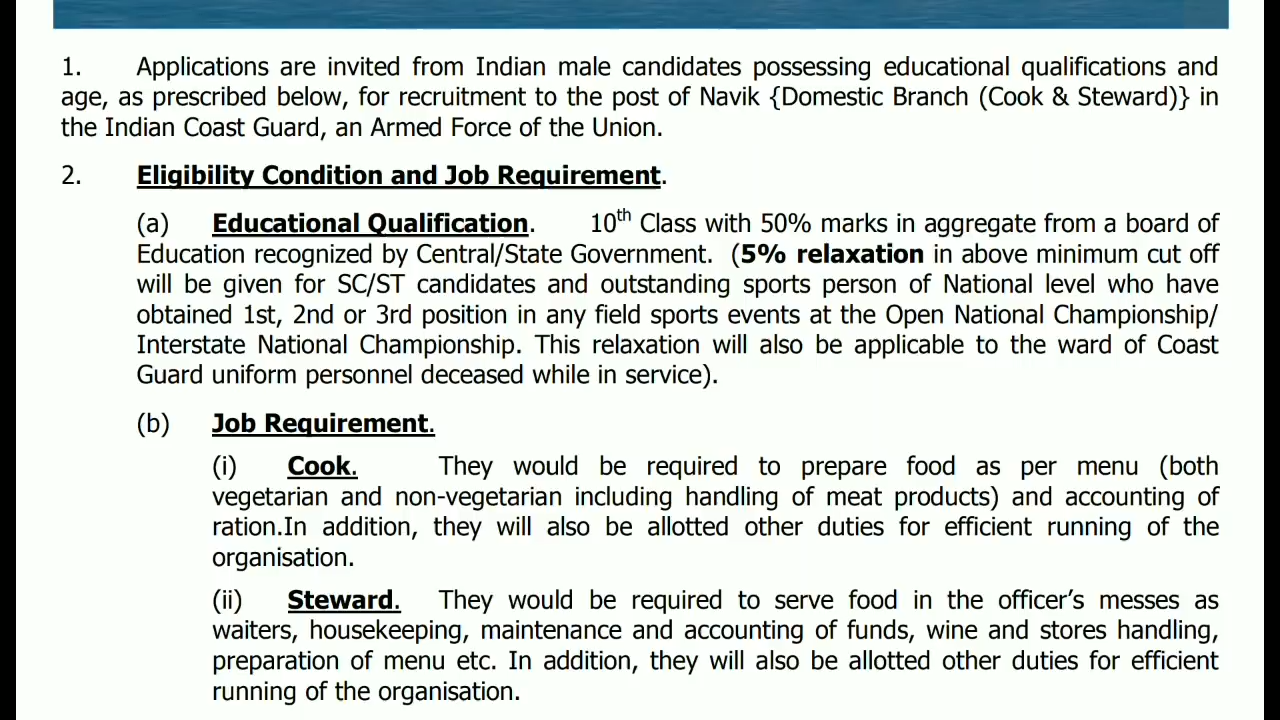 1. Applications are invited from Indian male candidates possessing educational qualifications and
age, as prescribed below, for recruitment to the post of Navik {Domestic Branch (Cook & Steward)} in
the Indian Coast Guard, an Armed Force of the Union.
2. Eligibility Condition and Job Requirement.
(a) Educational Qualification. 10th Class with 50% marks in aggregate from a board of
Education recognized by Central/State Government. (5% relaxation in above minimum cut off
will be given for SC/ST candidates and outstanding sports person of National level who have
obtained 1st, 2nd or 3rd position in any field sports events at the Open National Championship/
Interstate National Championship. This relaxation will also be applicable to the ward of Coast
Guard uniform personnel deceased while in service).
(b) Job Requirement.
(i) Cook. They would be required to prepare food as per menu (both
vegetarian and non-vegetarian including handling of meat products) and accounting of
ration.In addition, they will also be allotted other duties for efficient running of the
organisation.
(ii) Steward. They would be required to serve food in the officer’s messes as
waiters, housekeeping, maintenance and accounting of funds, wine and stores handling,
preparation of menu etc. In addition, they will also be allotted other duties for efficient
running of the organisation.